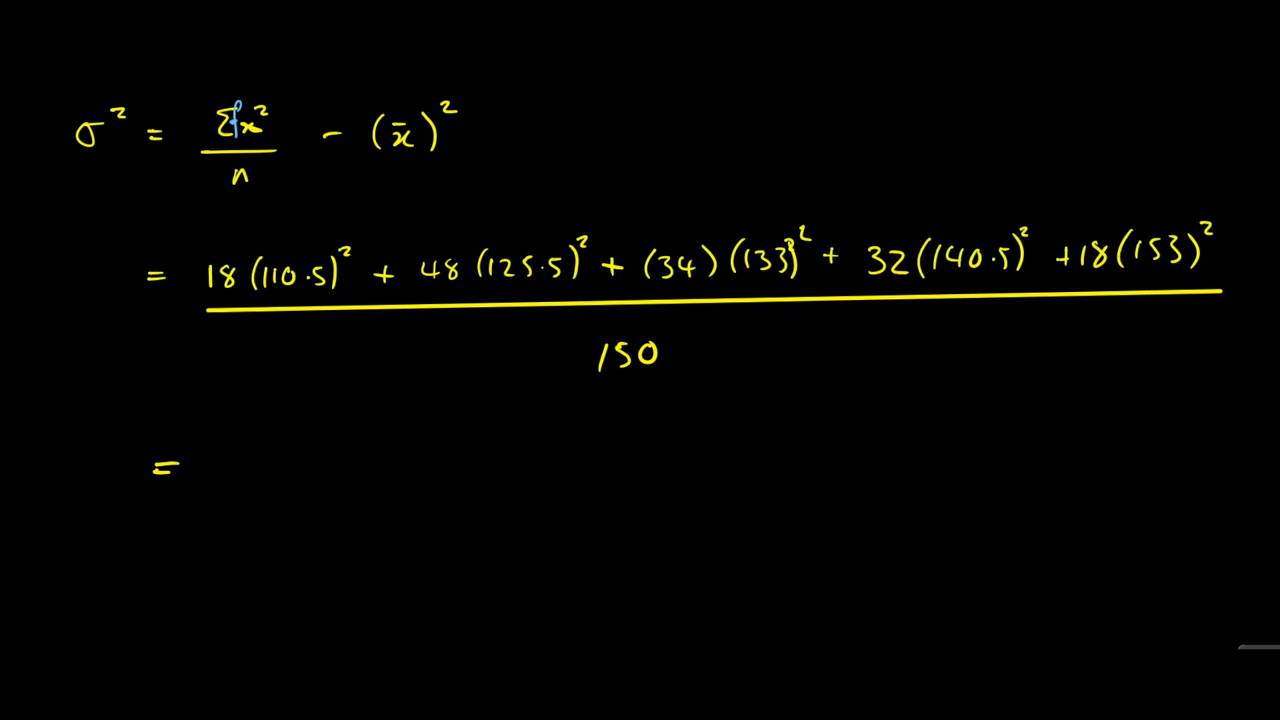 σ² = Σfx²/n - (x̄)²
= 18(110.5)² + 48(125.5)² + (34)(133)² + 32(140.5)² + 18(153)² / 150
=